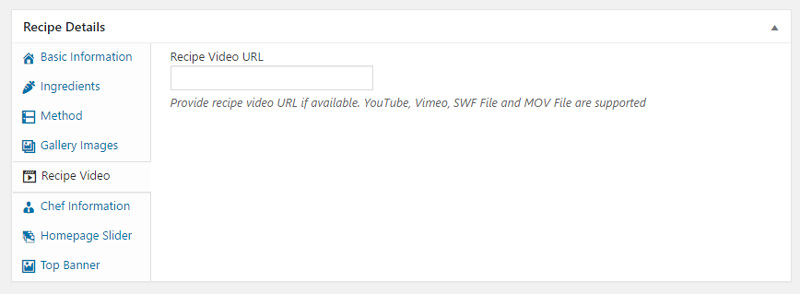 Recipe Details
Basic Information
Ingredients
Method
Gallery Images
Recipe Video
Chef Information
Homepage Slider
Top Banner
Recipe Video URL
Provide recipe video URL if available. YouTube, Vimeo, SWF File and MOV File are supported